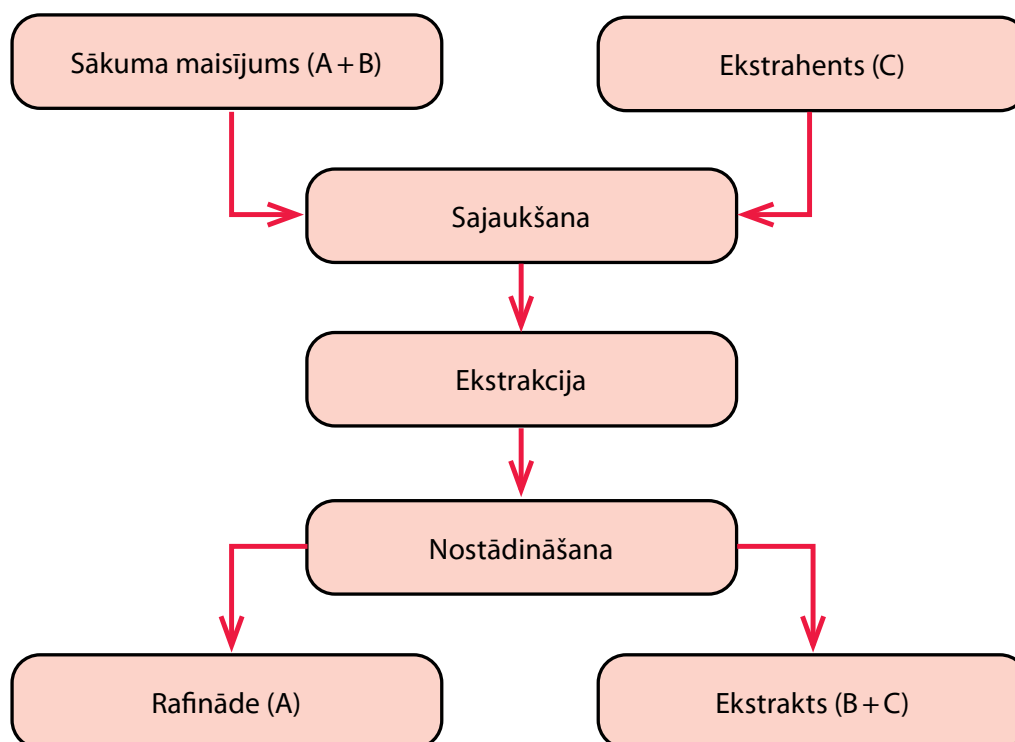 Sākuma maisījums (A + B)
Ekstrahents (C)
Sajaukšana
Ekstrakcija
Nostādināšana
Rafināde (A)
Ekstrakts (B + C)